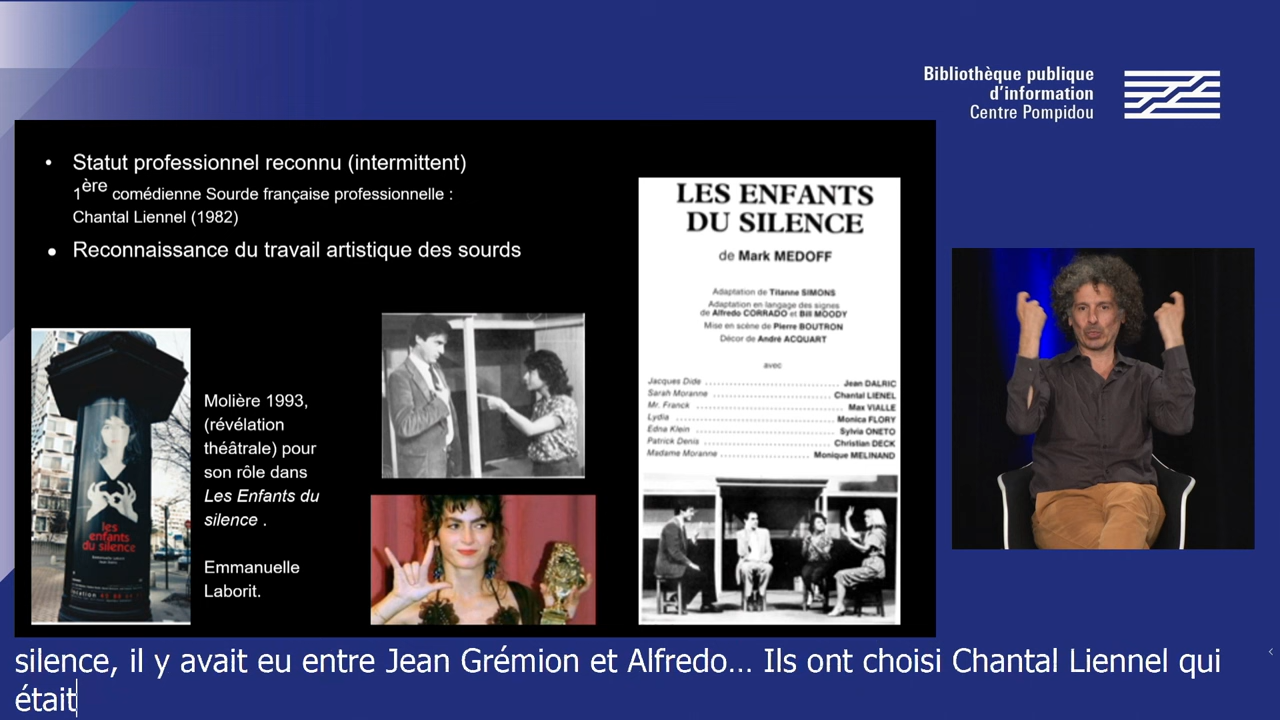 Bibliothèque publique
d'information
Centre Pompidou
• Statut professionnel reconnu (intermittent)
1ère comédienne Sourde française professionnelle :
Chantal Liennel (1982)
• Reconnaissance du travail artistique des sourds
Molière 1993,
(révélation
théâtrale) pour
son rôle dans
Les Enfants du
silence .
Emmanuelle
Laborit.
les
enfants
du silence
LES ENFANTS
DU SILENCE
de Mark MEDOFF
Adaptation de Titanne SIMONS
Adaptation en langage des signes
de Alfredo CORRADO et Bill MOODY
Mise en scène de Pierre BOUTRON
Décor de André ACQUART
avec
Jacques Dide Jean DALRIC
Sarah Moranne Chantal LIENEL
Mr. Franck Max VIALLE
Lydia Monica FLORY
Edna Klein Sylvia ONETO
Patrick Denis Christian DECK
Madame Moranne Monique MELINAND
silence, il y avait eu entre Jean Grémion et Alfredo... Ils ont choisi Chantal Liennel qui
était